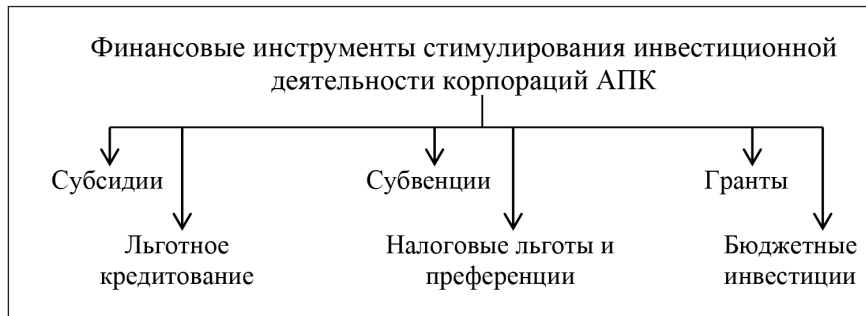 Финансовые инструменты стимулирования инвестиционной
деятельности корпораций АПК
Субсидии
Субвенции
Гранты
Льготное
кредитование
Налоговые льготы и
преференции
Бюджетные
инвестиции